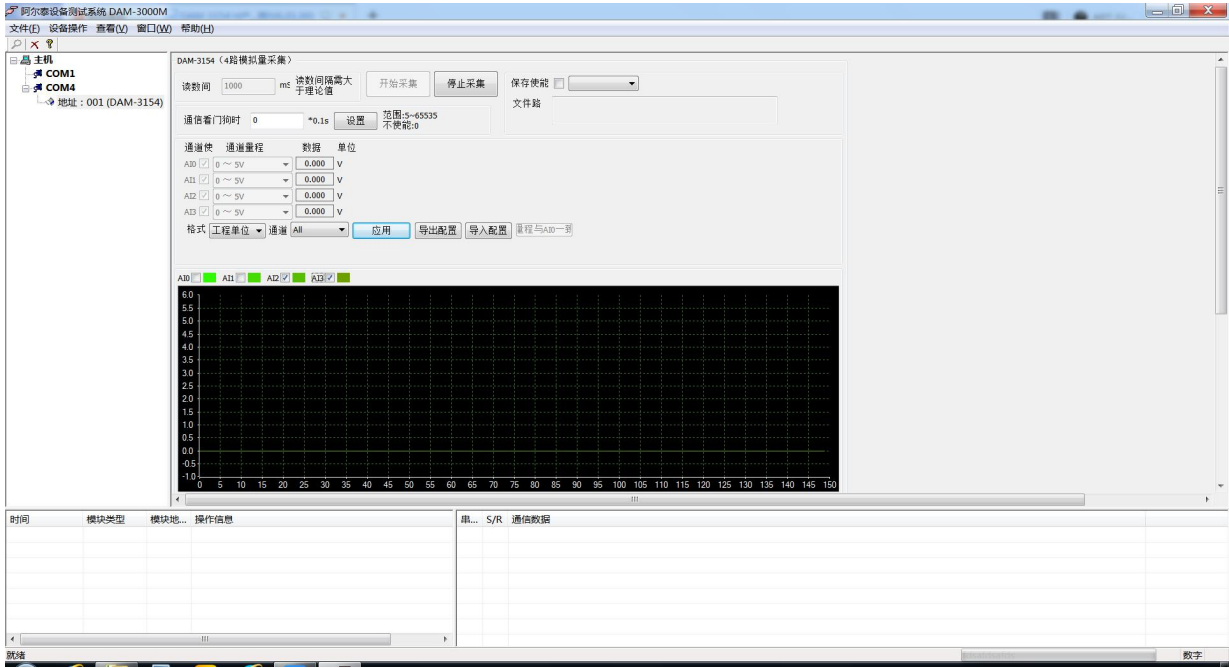 阿尔泰设备测试系统 DAM-3000M
文件(F) 设备操作 查看(V) 窗口(W) 帮助(H)
主机
COM1
COM4
地址：001 (DAM-3154)
DAM-3154（4路模拟量采集）
读数间 1000 mS 读数间隔需大于理论值 开始采集 停止采集 保存使能
文件路
通信看门狗时 0 *0.1s 设置 范围:5~65535
不使能:0
通道使 通道量程 数据 单位
AI0 0 ～ 5V 0.000 V
AI1 0 ～ 5V 0.000 V
AI2 0 ～ 5V 0.000 V
AI3 0 ～ 5V 0.000 V
格式 工程单位 通道 All 应用 导出配置 导入配置 量程与AI0一致
AI0 AI1 AI2 AI3
6.0
5.5
5.0
4.5
4.0
3.5
3.0
2.5
2.0
1.5
1.0
0.5
0.0
-0.5
-1.0
0 5 10 15 20 25 30 35 40 45 50 55 60 65 70 75 80 85 90 95 100 105 110 115 120 125 130 135 140 145 150
时间 模块类型 模块地... 操作信息 串... S/R 通信数据
就绪 数字